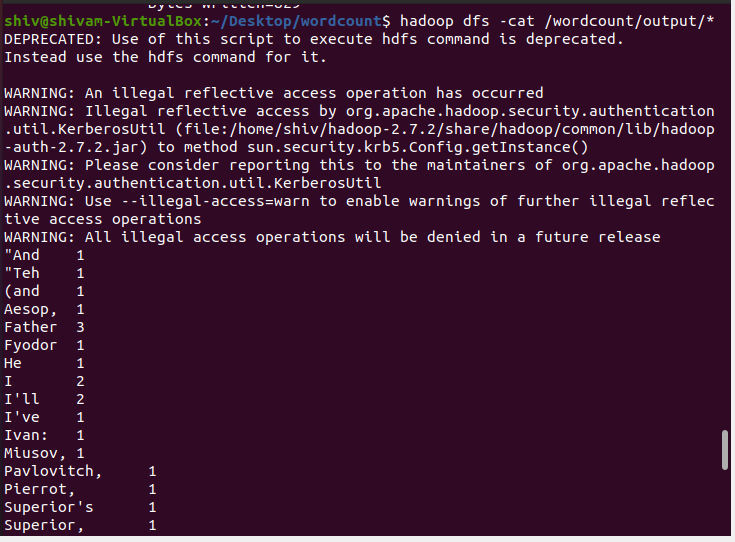 Bytes Written=829
shiv@shivam-VirtualBox:~/Desktop/wordcount$ hadoop dfs -cat /wordcount/output/*
DEPRECATED: Use of this script to execute hdfs command is deprecated.
Instead use the hdfs command for it.
WARNING: An illegal reflective access operation has occurred
WARNING: Illegal reflective access by org.apache.hadoop.security.authentication
.util.KerberosUtil (file:/home/shiv/hadoop-2.7.2/share/hadoop/common/lib/hadoop
-auth-2.7.2.jar) to method sun.security.krb5.Config.getInstance()
WARNING: Please consider reporting this to the maintainers of org.apache.hadoop
.security.authentication.util.KerberosUtil
WARNING: Use --illegal-access=warn to enable warnings of further illegal reflec
tive access operations
WARNING: All illegal access operations will be denied in a future release
"And 1
"Teh 1
(and 1
Aesop, 1
Father 3
Fyodor 1
He 1
I 2
I'll 2
I've 1
Ivan: 1
Miusov, 1
Pavlovitch, 1
Pierrot, 1
Superior's 1
Superior, 1